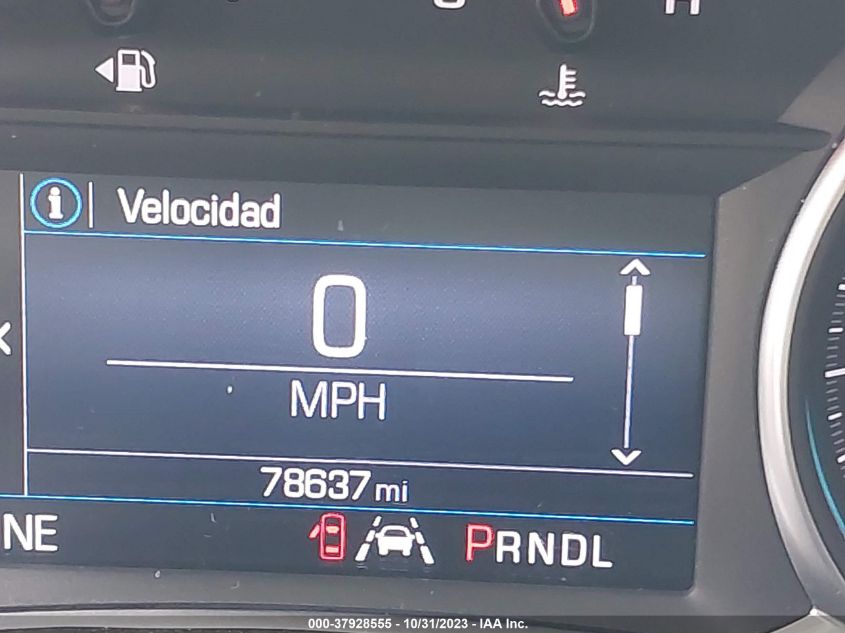 C H
Velocidad
0
MPH
78637 mi
NE PRNDL
000-37928555 - 10/31/2023 - IAA Inc.